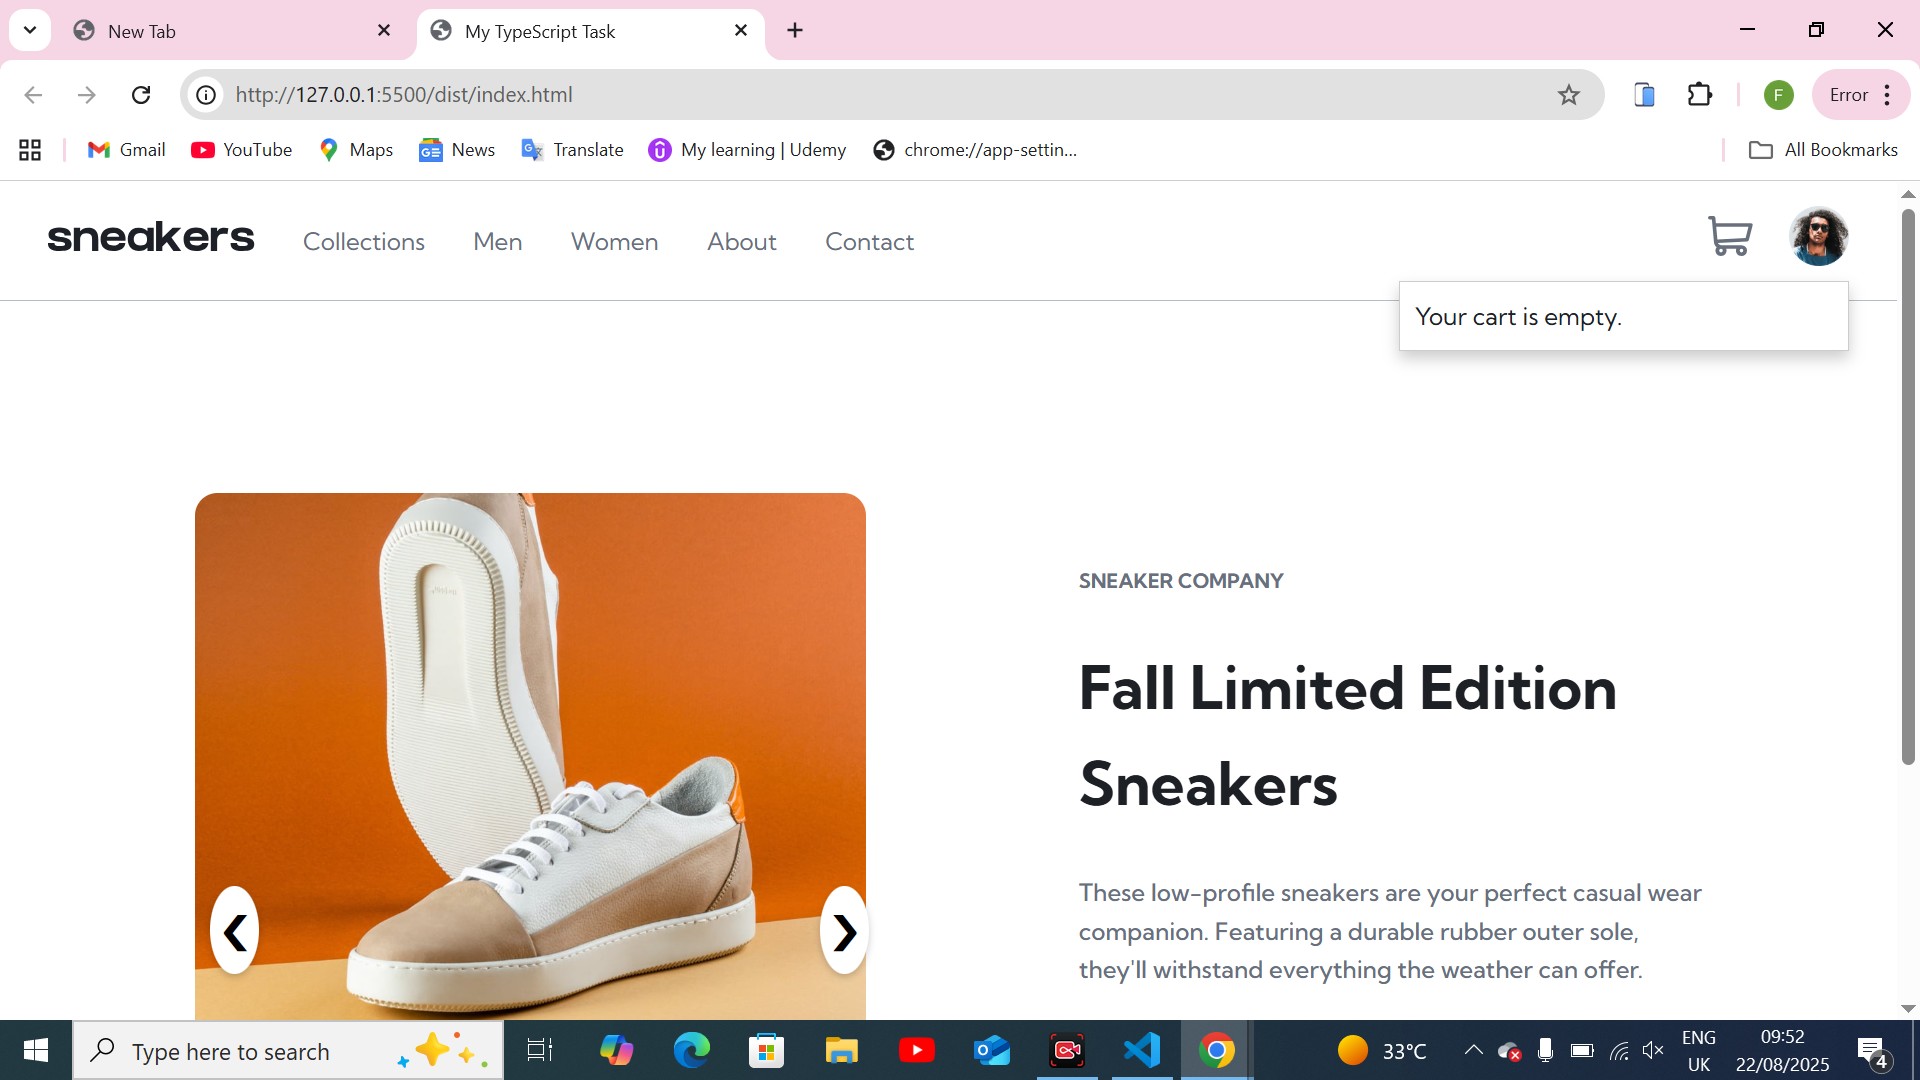 New Tab
My TypeScript Task
http://127.0.0.1:5500/dist/index.html
F
Error
Gmail
YouTube
Maps
News
Translate
My learning | Udemy
chrome://app-settin...
All Bookmarks
sneakers
Collections
Men
Women
About
Contact
Your cart is empty.
SNEAKER COMPANY
Fall Limited Edition
Sneakers
These low-profile sneakers are your perfect casual wear
companion. Featuring a durable rubber outer sole,
they'll withstand everything the weather can offer.
Type here to search
33°C
ENG
UK
09:52
22/08/2025
4